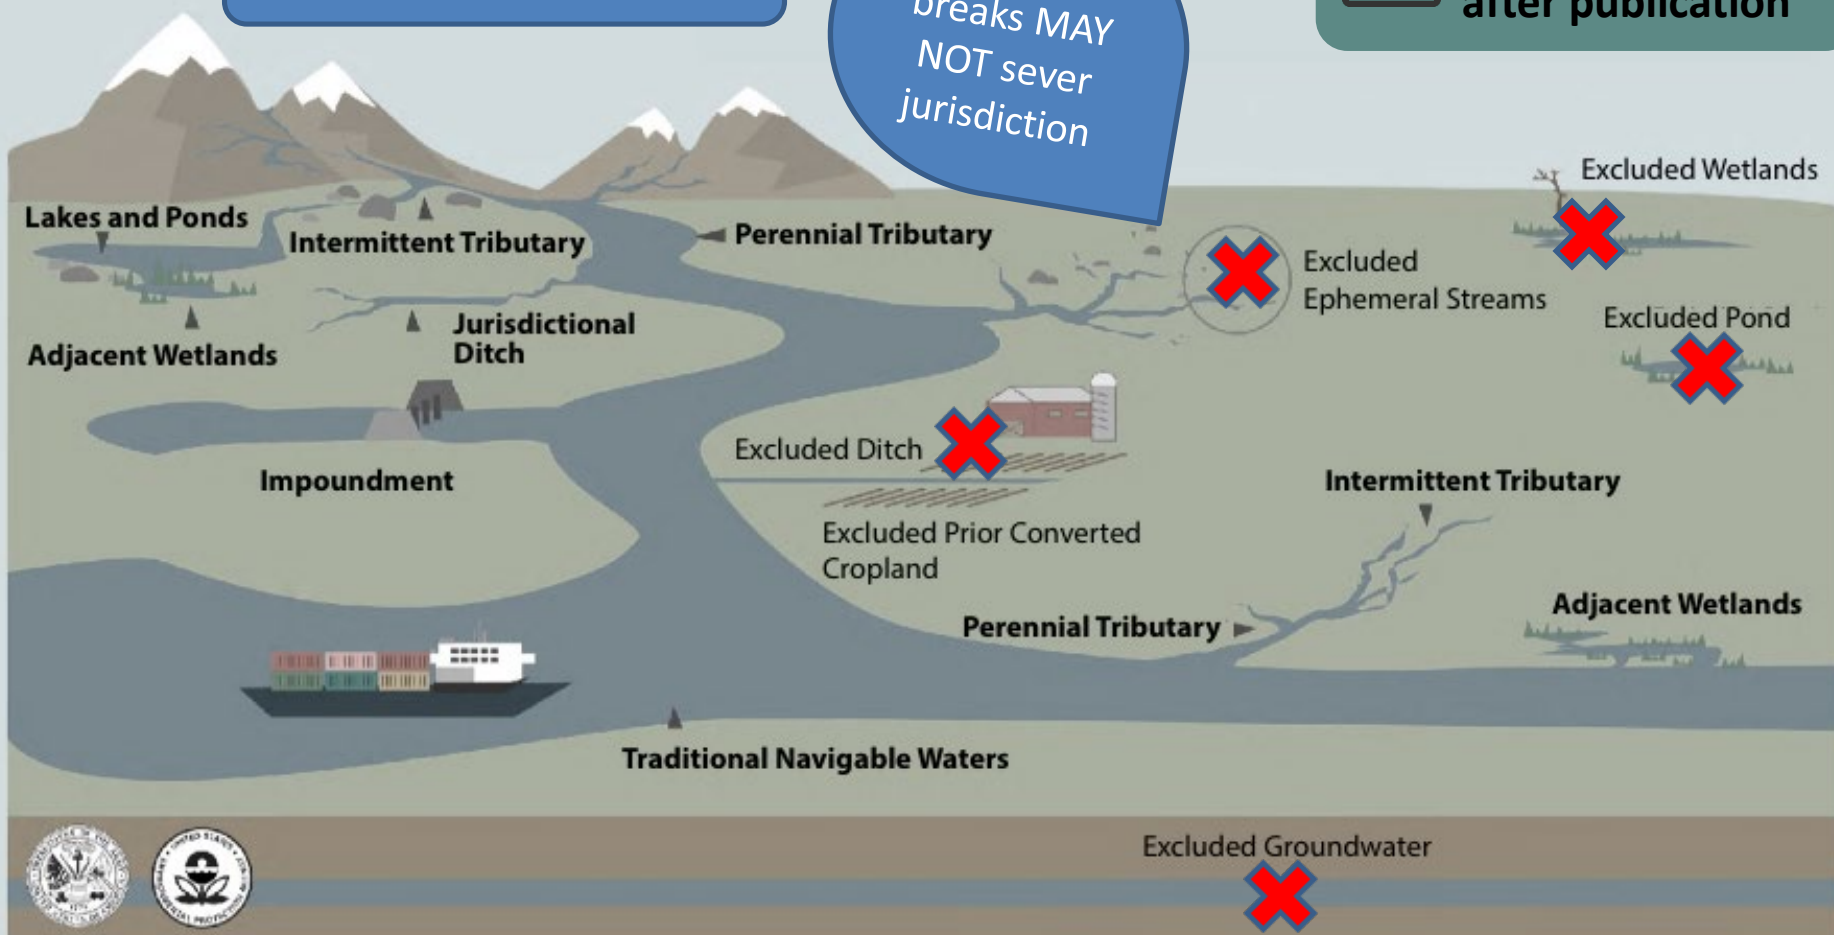 breaks MAY
NOT sever
jurisdiction
after publication
Excluded Wetlands
Lakes and Ponds
Intermittent Tributary
Perennial Tributary
Excluded
Ephemeral Streams
Excluded Pond
Jurisdictional
Ditch
Adjacent Wetlands
Excluded Ditch
Impoundment
Intermittent Tributary
Excluded Prior Converted
Cropland
Adjacent Wetlands
Perennial Tributary
Traditional Navigable Waters
Excluded Groundwater